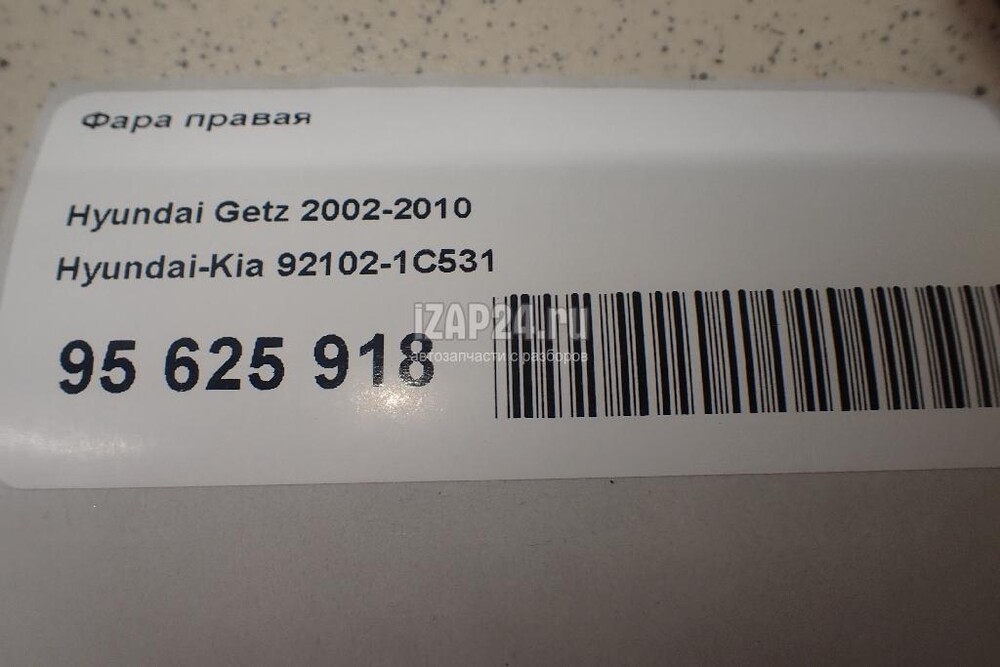 Фара правая
Hyundai Getz 2002-2010
Hyundai-Kia 92102-1C531
95 625 918
iZAP24.ru
автозапчасти с разборов